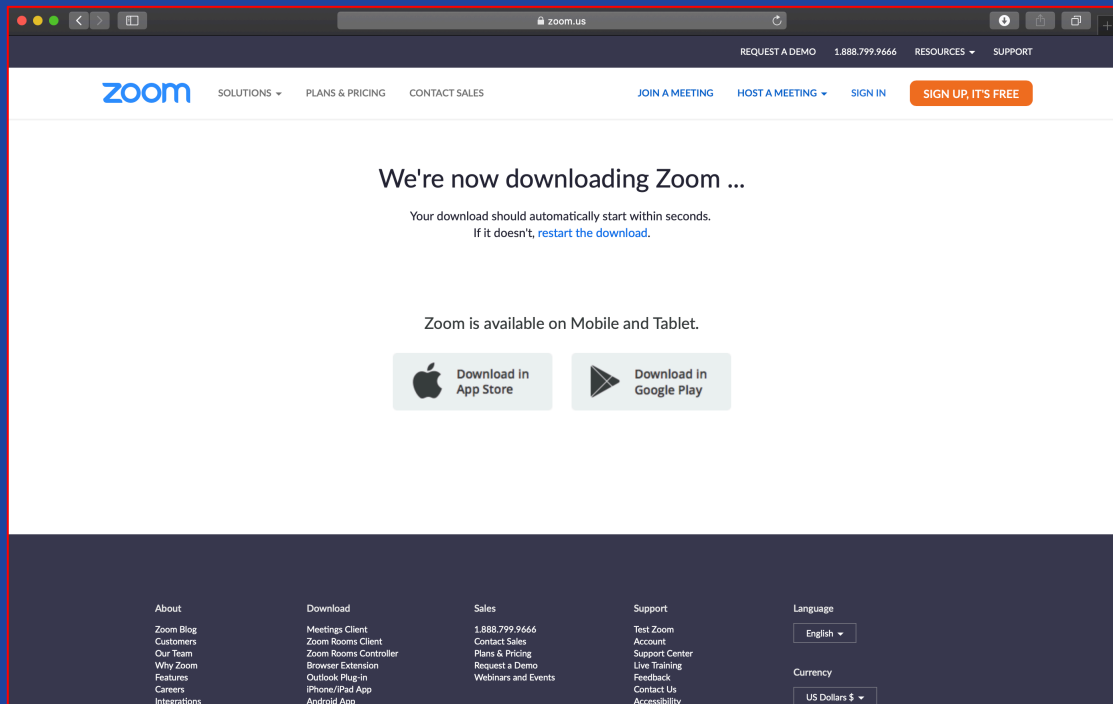 zoom.us
REQUEST A DEMO 1.888.799.9666 RESOURCES SUPPORT
zoom SOLUTIONS PLANS & PRICING CONTACT SALES JOIN A MEETING HOST A MEETING SIGN IN SIGN UP, IT'S FREE
We're now downloading Zoom ...
Your download should automatically start within seconds.
If it doesn't, restart the download.
Zoom is available on Mobile and Tablet.
Download in
App Store
Download in
Google Play
About
Zoom Blog
Customers
Our Team
Why Zoom
Features
Careers
Integrations
Download
Meetings Client
Zoom Rooms Client
Zoom Rooms Controller
Browser Extension
Outlook Plug-in
iPhone/iPad App
Android App
Sales
1.888.799.9666
Contact Sales
Plans & Pricing
Request a Demo
Webinars and Events
Support
Test Zoom
Account
Support Center
Live Training
Feedback
Contact Us
Accessibility
Language
English
Currency
US Dollars $